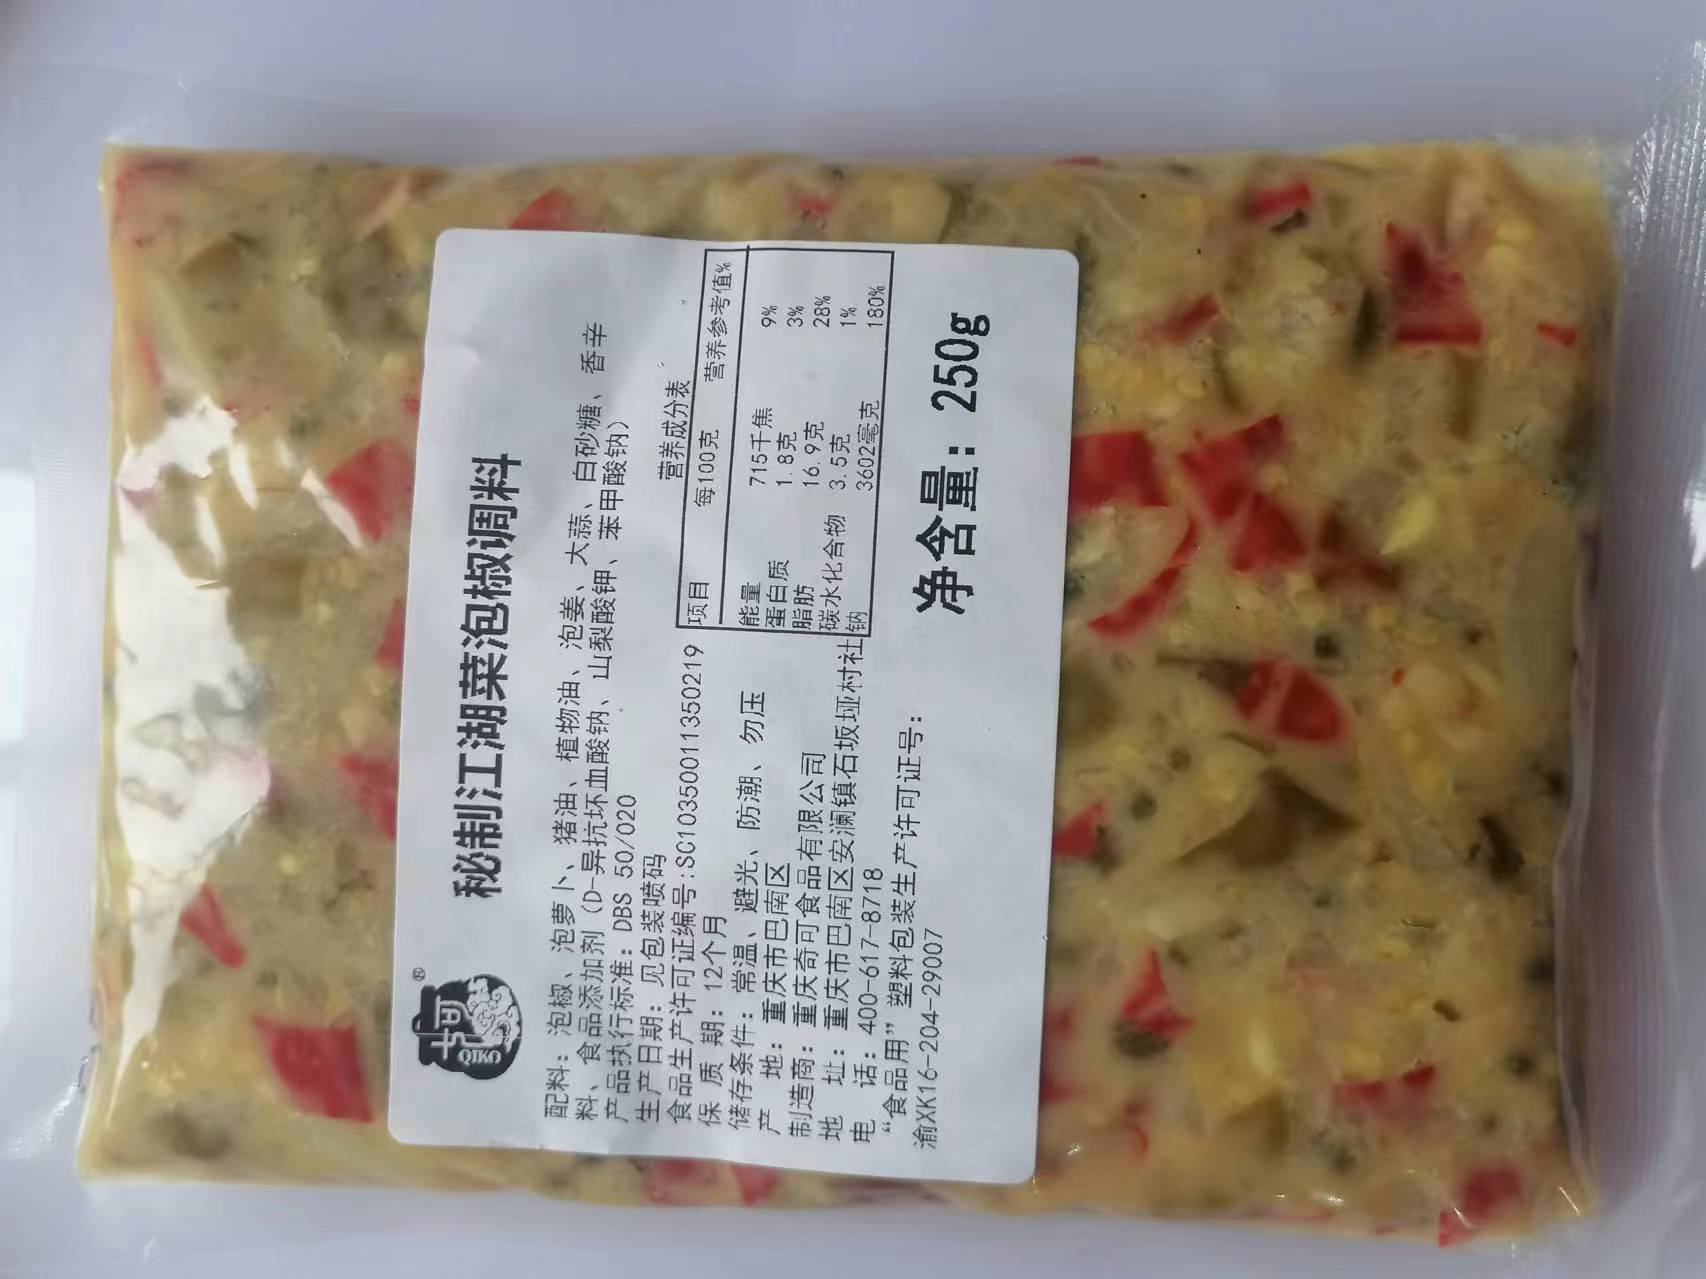 奇可
®
秘制江湖菜泡椒调料
配料：泡椒、泡萝卜、猪油、植物油、泡姜、大蒜、白砂糖、香辛
料、食品添加剂（D-异抗坏血酸钠、山梨酸钾、苯甲酸钠）
产品执行标准：DBS 50/020
生产日期：见包装喷码
食品生产许可证编号:SC10350011350219
保 质 期：12个月
储存条件：常温、避光、防潮、勿压
产 地：重庆市巴南区
制造商：重庆奇可食品有限公司
地 址：重庆市巴南区安澜镇石坂垭村社
电 话：400-617-8718
“食品用”塑料包装生产许可证号：
渝XK16-204-29007
营养成分表
项目 每100克 营养参考值%
能量 715千焦 9%
蛋白质 1.8克 3%
脂肪 16.9克 28%
碳水化合物 3.5克 1%
钠 3602毫克 180%
净含量：250g